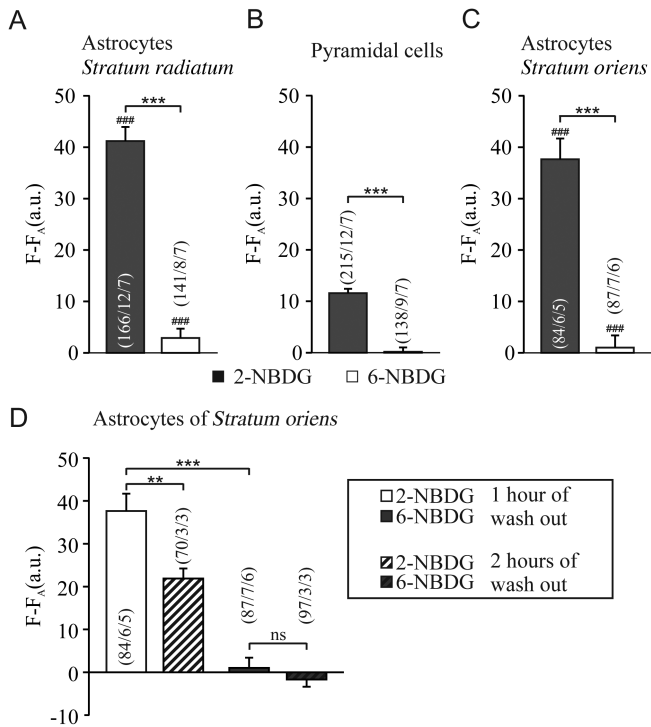 A
Astrocytes
Stratum radiatum
***
###
50
40
30
20
10
0
F-FA(a.u.)
(166/12/7)
(141/8/7)
###
B
Pyramidal cells
50
40
30
20
10
0
F-FA(a.u.)
***
(215/12/7)
(138/9/7)
C
Astrocytes
Stratum oriens
***
###
50
40
30
20
10
0
F-FA(a.u.)
(84/6/5)
(87/7/6)
###
2-NBDG 6-NBDG
D
Astrocytes of Stratum oriens
50
40
30
20
10
0
-10
F-FA(a.u.)
***
**
(84/6/5)
(70/3/3)
(87/7/6)
(97/3/3)
ns
2-NBDG 1 hour of
6-NBDG wash out
2-NBDG 2 hours of
6-NBDG wash out